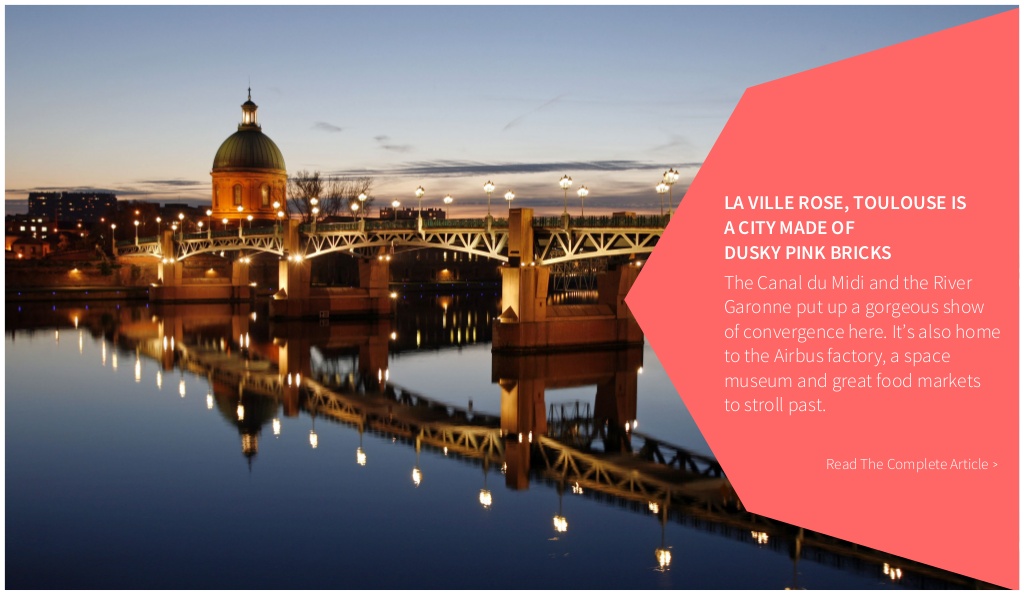 LA VILLE ROSE, TOULOUSE IS
A CITY MADE OF
DUSKY PINK BRICKS
The Canal du Midi and the River
Garonne put up a gorgeous show
of convergence here. It’s also home
to the Airbus factory, a space
museum and great food markets
to stroll past.
Read The Complete Article >